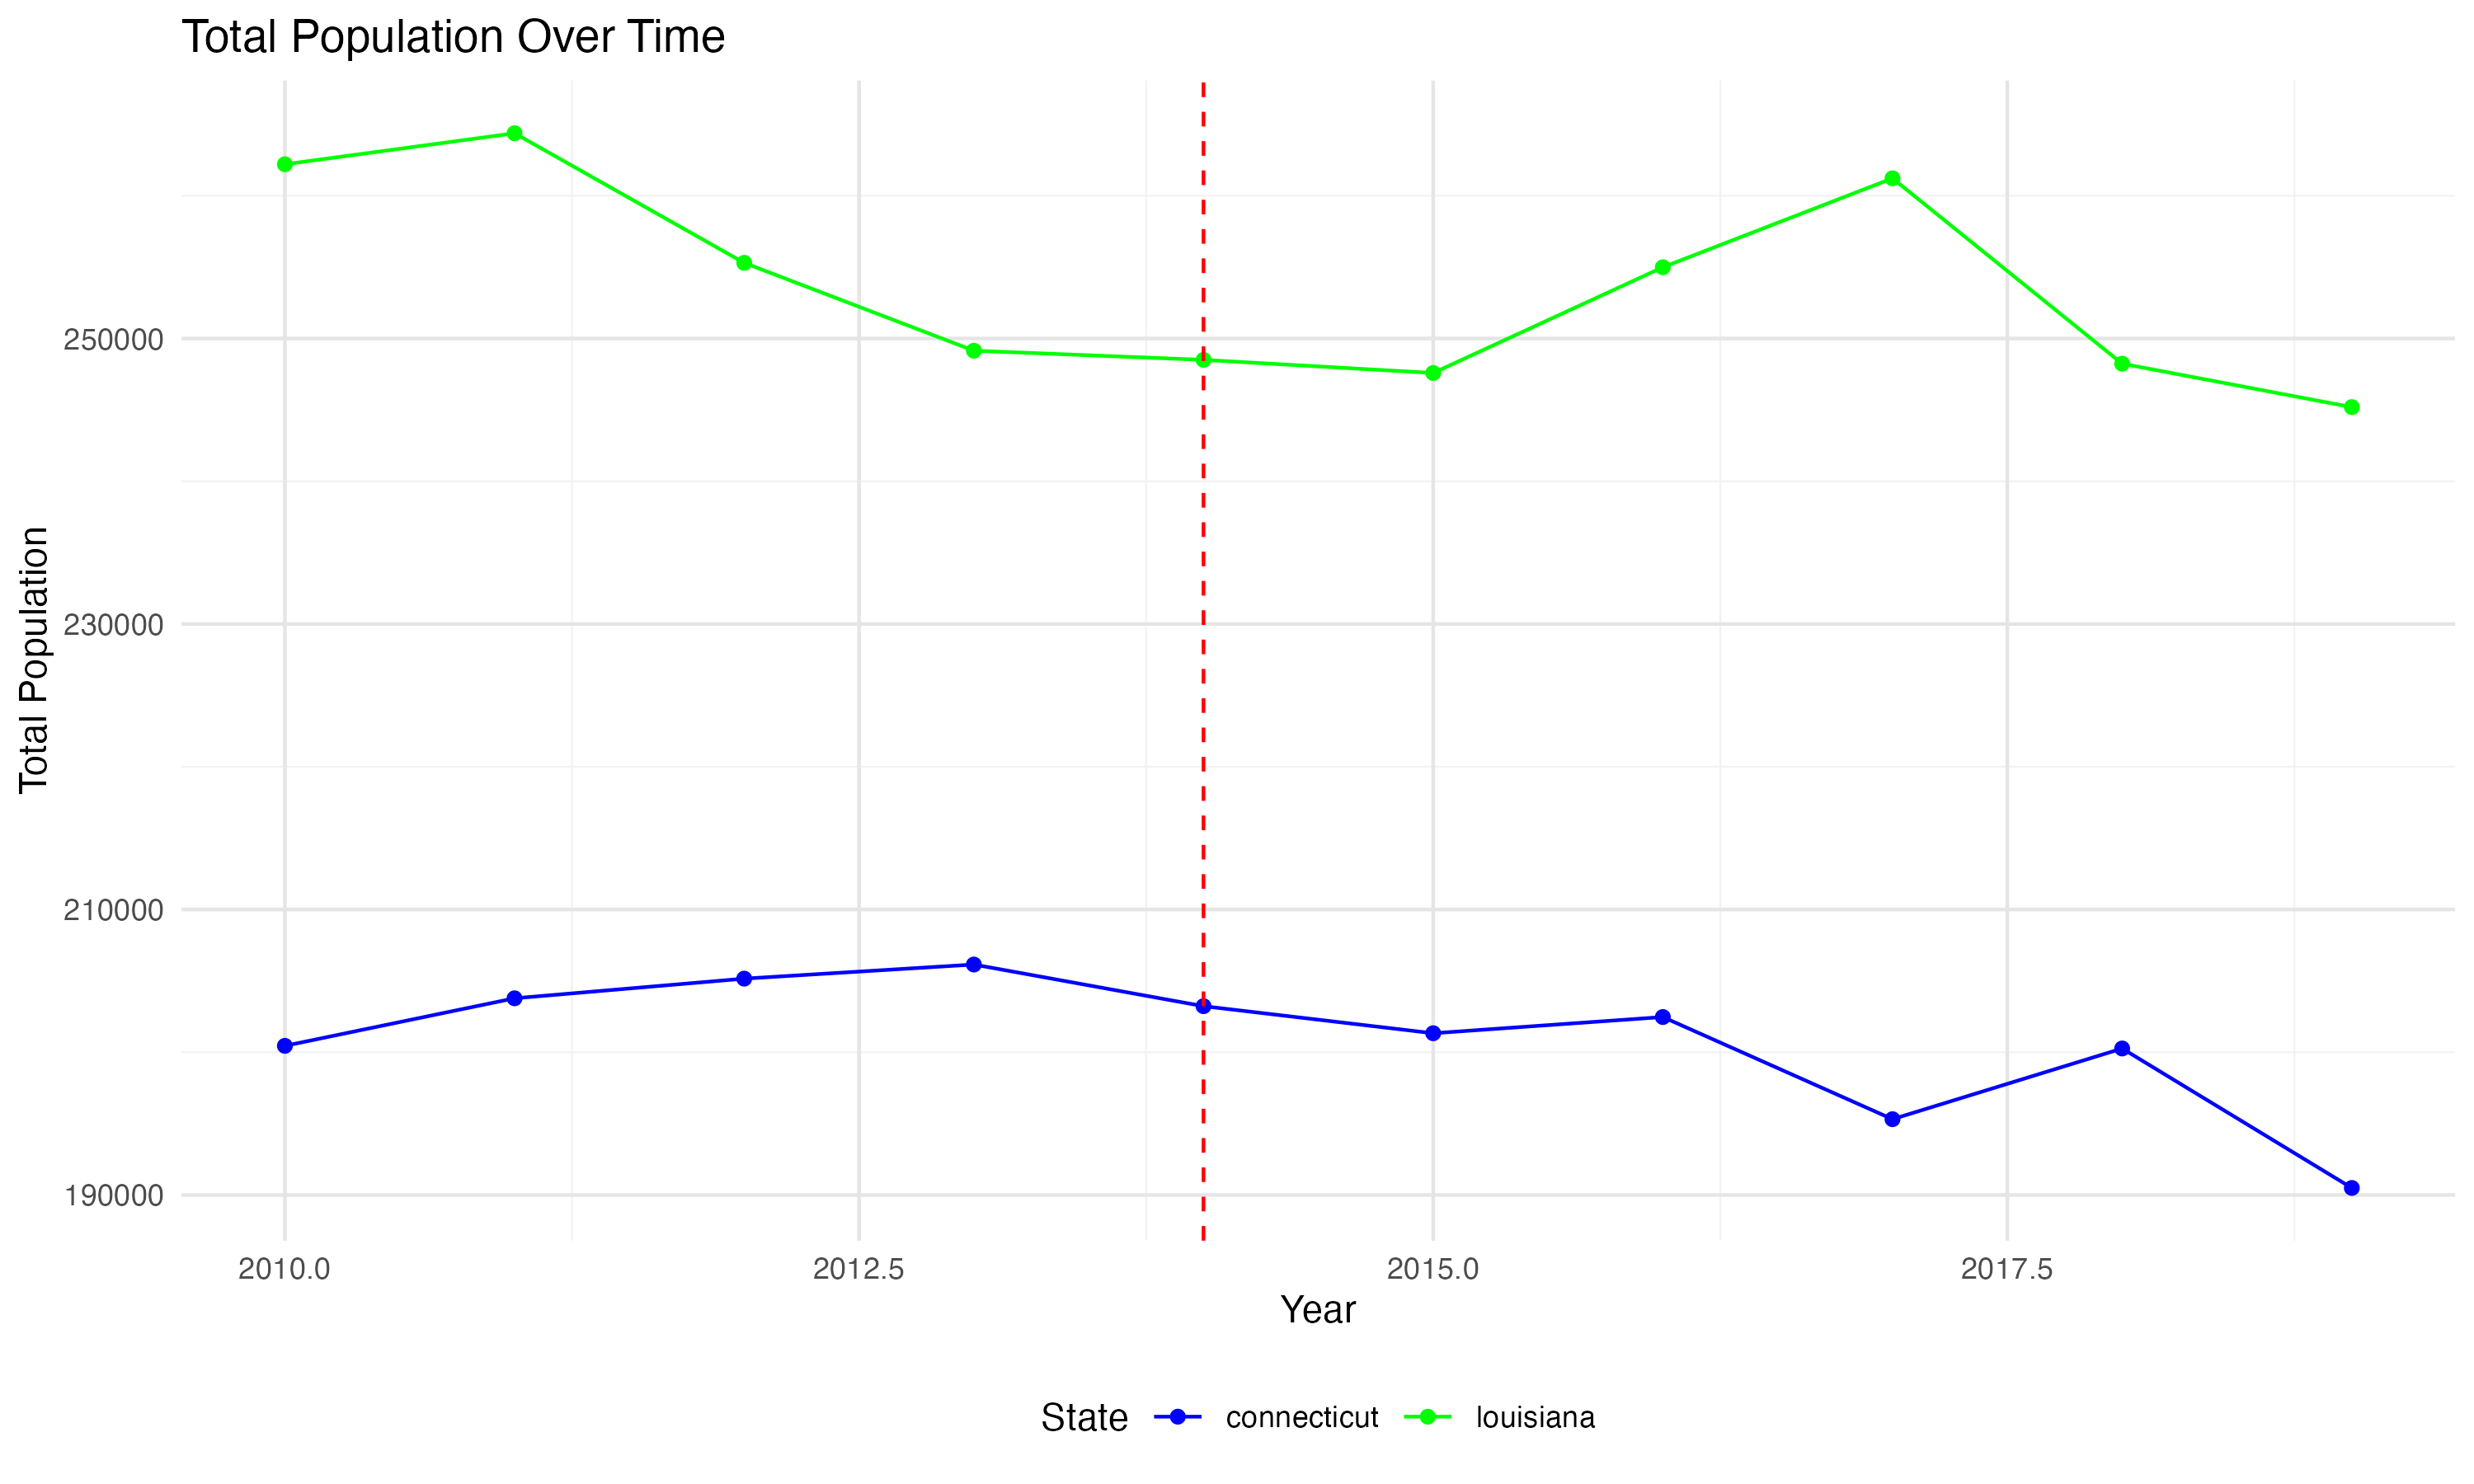 Total Population Over Time
Total Population
250000
230000
210000
190000
2010.0 2012.5 2015.0 2017.5
Year
State connecticut louisiana